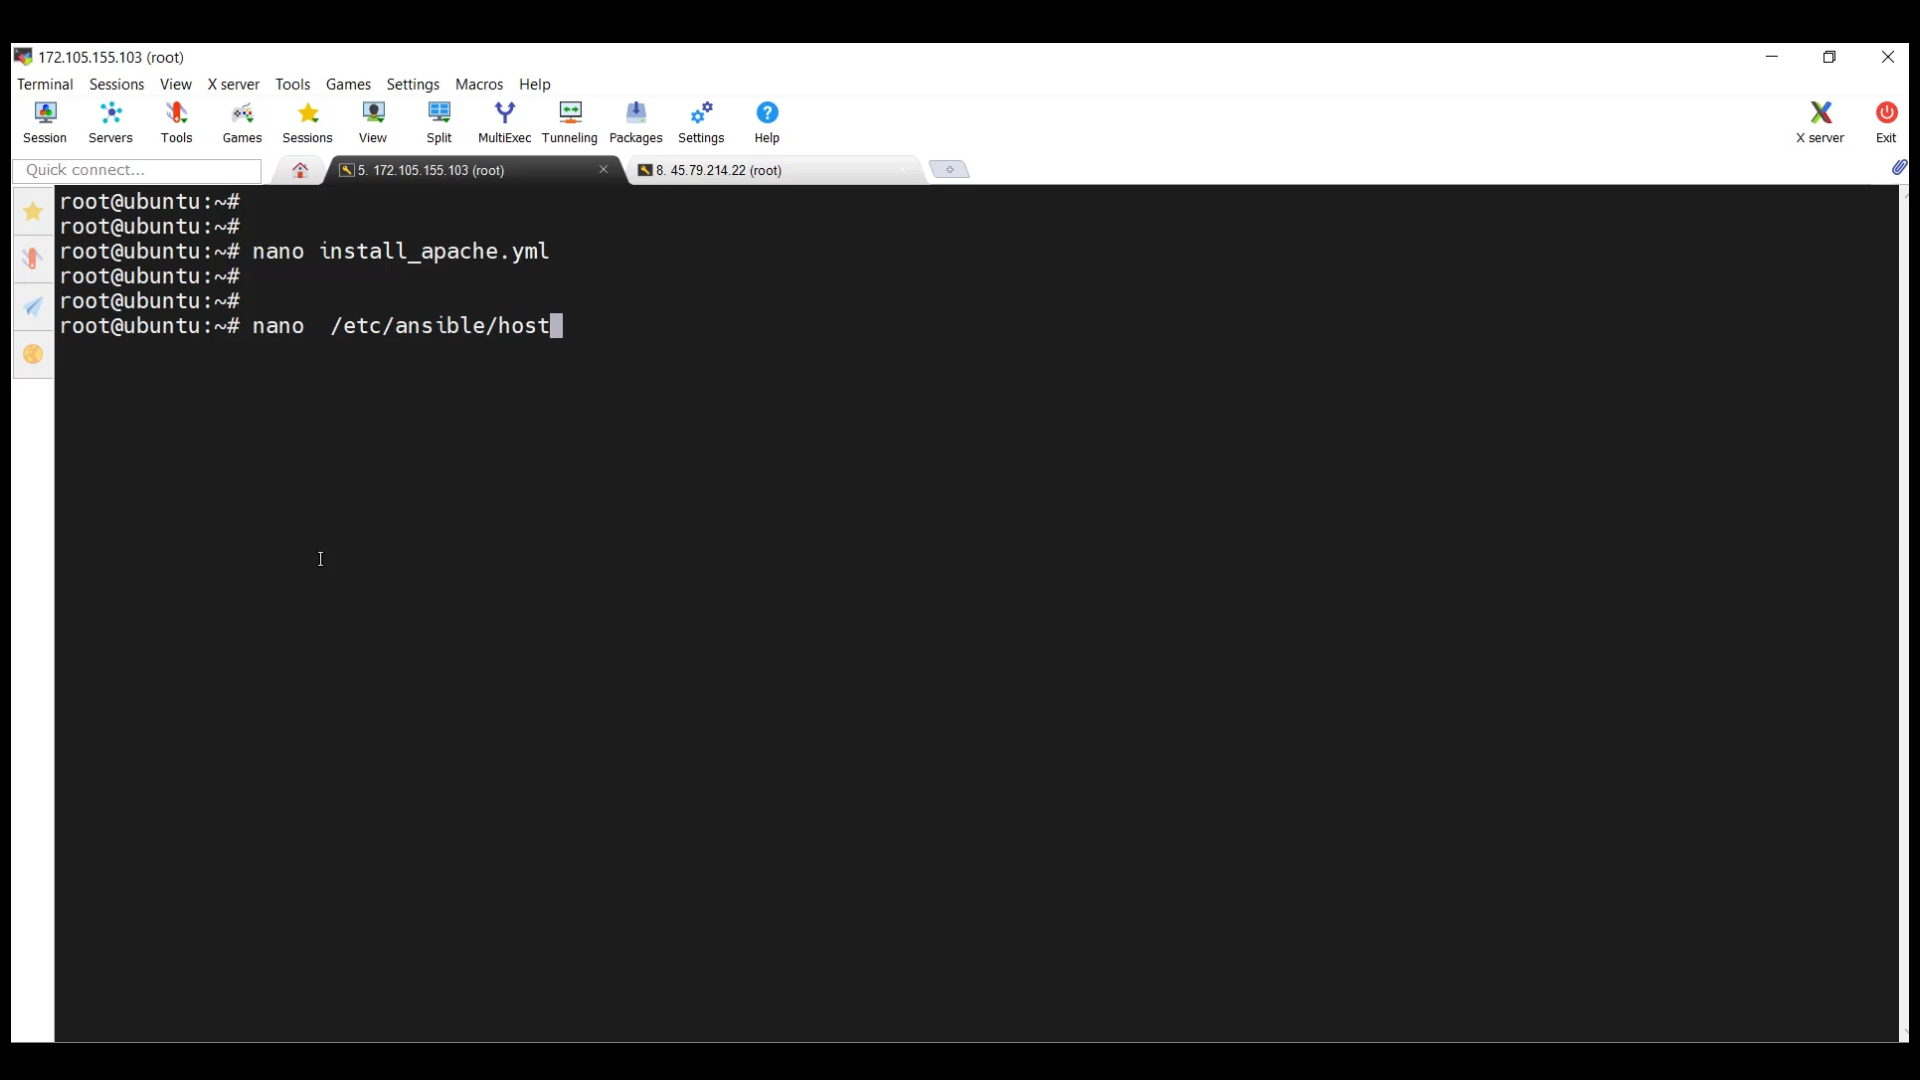 172.105.155.103 (root)
Terminal Sessions View X server Tools Games Settings Macros Help
Session Servers Tools Games Sessions View Split MultiExec Tunneling Packages Settings Help X server Exit
Quick connect... 5. 172.105.155.103 (root) 8. 45.79.214.22 (root)
root@ubuntu:~#
root@ubuntu:~#
root@ubuntu:~# nano install_apache.yml
root@ubuntu:~#
root@ubuntu:~#
root@ubuntu:~# nano  /etc/ansible/host